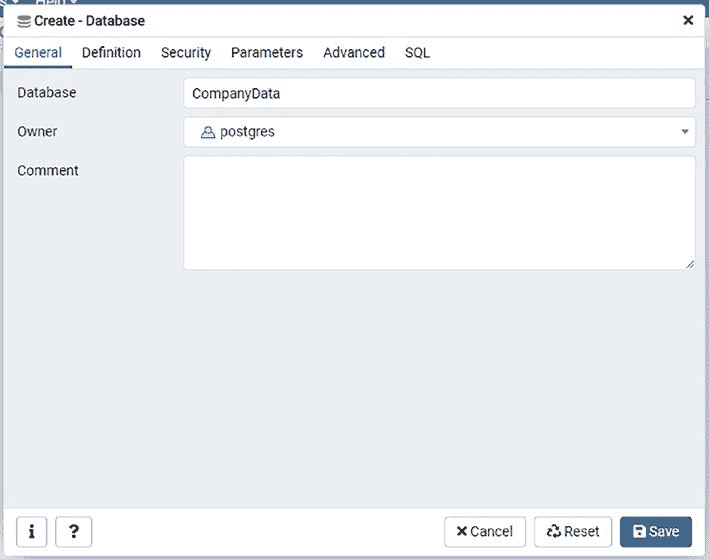 Create - Database
General Definition Security Parameters Advanced SQL
Database CompanyData
Owner postgres
Comment
i ? Cancel Reset Save